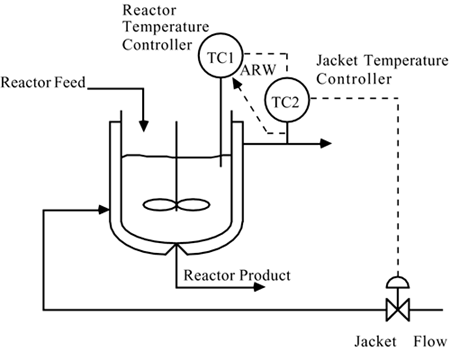 Reactor
Temperature
Controller
TC1
ARW
Jacket Temperature
Controller
TC2
Reactor Feed
Reactor Product
Jacket Flow